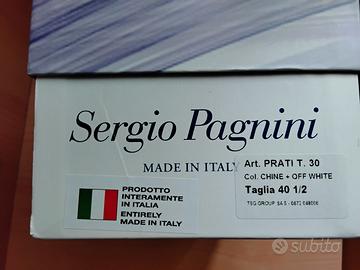 Sergio Pagnini
MADE IN ITALY
Art. PRATI T. 30
Col. CHINE + OFF WHITE
Taglia 40 1/2
PRODOTTO
INTERAMENTE
IN ITALIA
ENTIRELY
MADE IN ITALY
subito